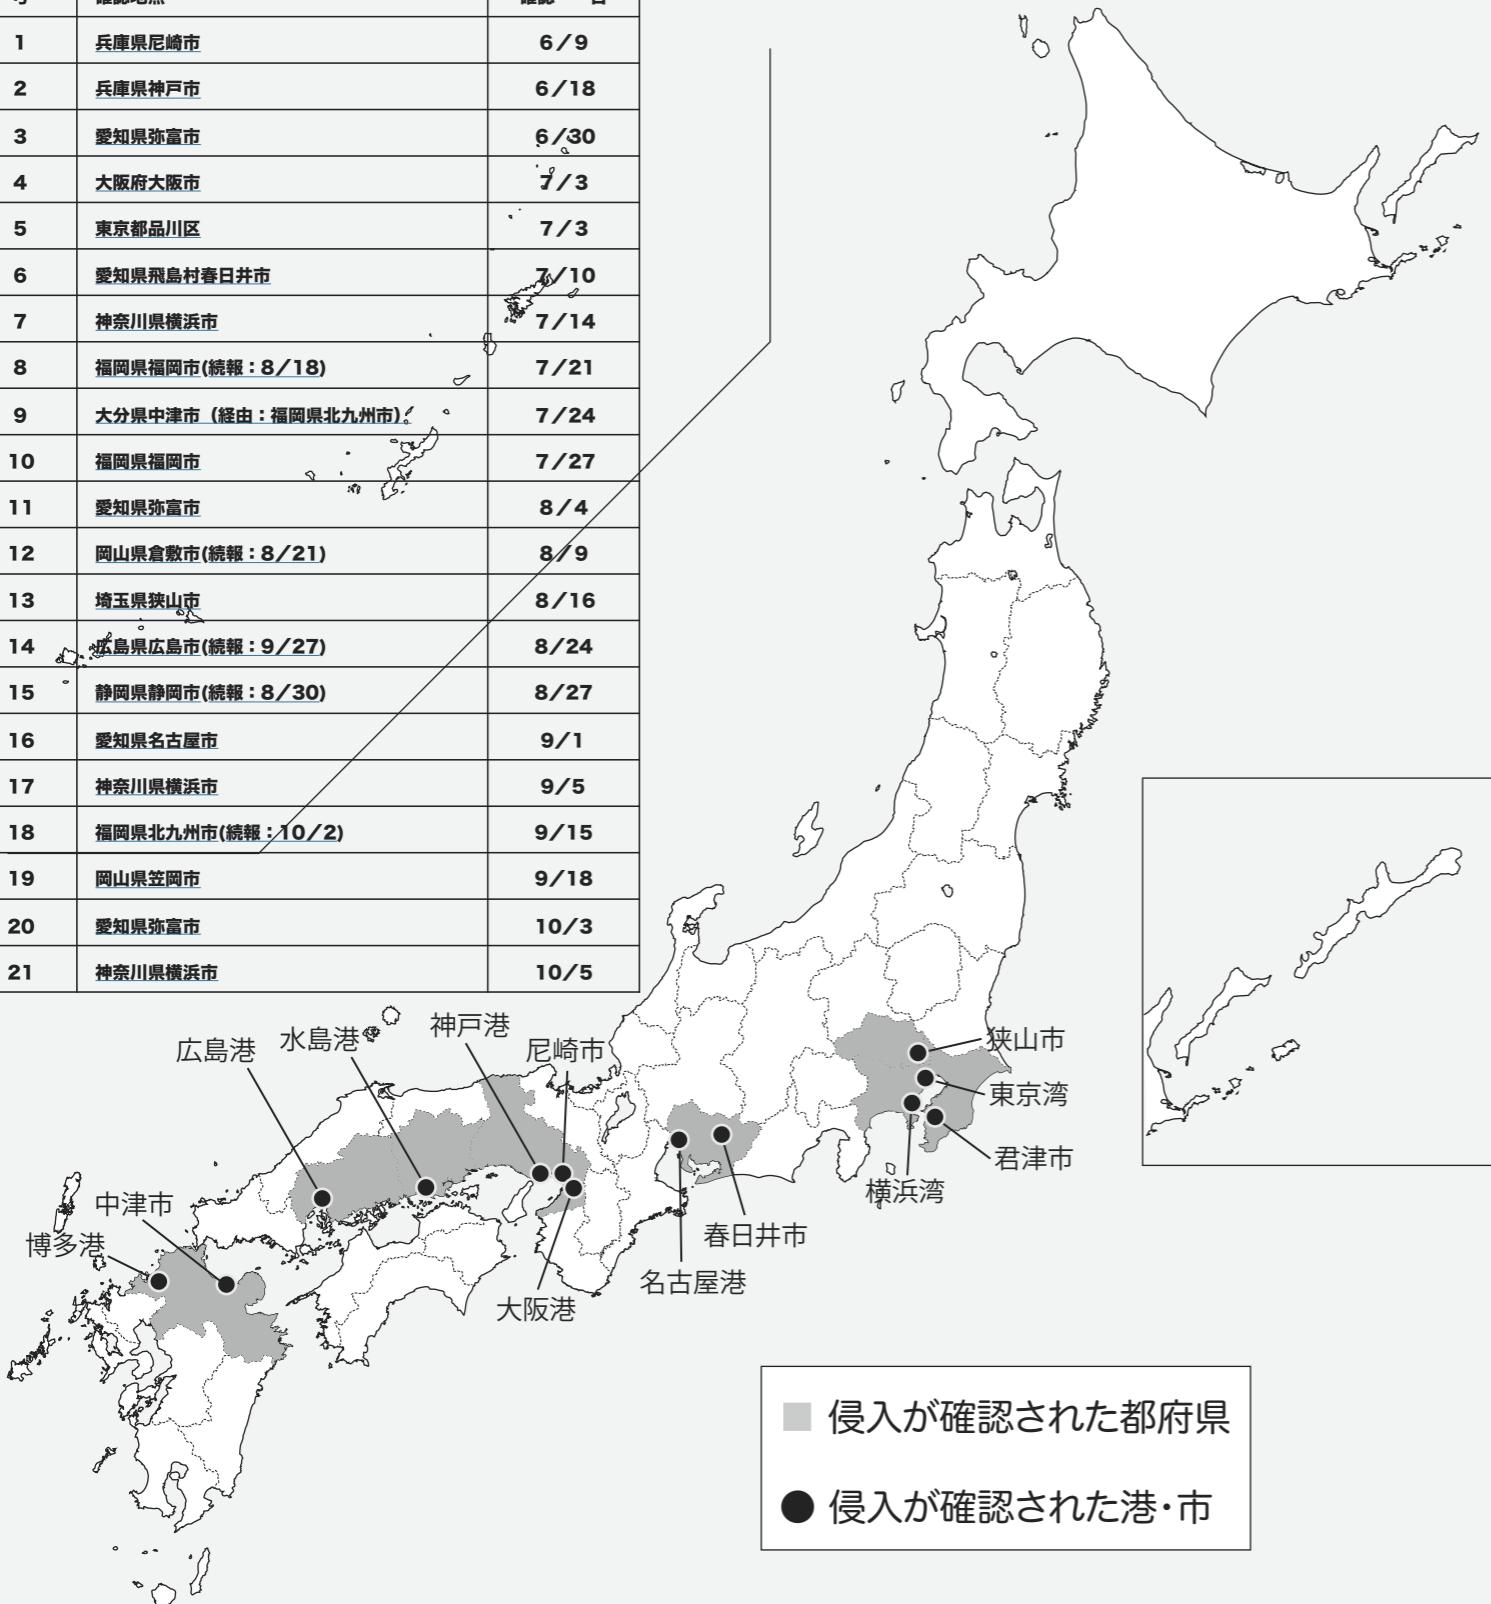 1 兵庫県尼崎市 6/9
2 兵庫県神戸市 6/18
3 愛知県弥富市 6/30
4 大阪府大阪市 7/3
5 東京都品川区 7/3
6 愛知県飛島村春日井市 7/10
7 神奈川県横浜市 7/14
8 福岡県福岡市(続報：8/18) 7/21
9 大分県中津市（経由：福岡県北九州市） 7/24
10 福岡県福岡市 7/27
11 愛知県弥富市 8/4
12 岡山県倉敷市(続報：8/21) 8/9
13 埼玉県狭山市 8/16
14 広島県広島市(続報：9/27) 8/24
15 静岡県静岡市(続報：8/30) 8/27
16 愛知県名古屋市 9/1
17 神奈川県横浜市 9/5
18 福岡県北九州市(続報：10/2) 9/15
19 岡山県笠岡市 9/18
20 愛知県弥富市 10/3
21 神奈川県横浜市 10/5
広島港
水島港
神戸港
尼崎市
狭山市
東京湾
君津市
横浜湾
中津市
博多港
春日井市
名古屋港
大阪港
侵入が確認された都府県
侵入が確認された港・市